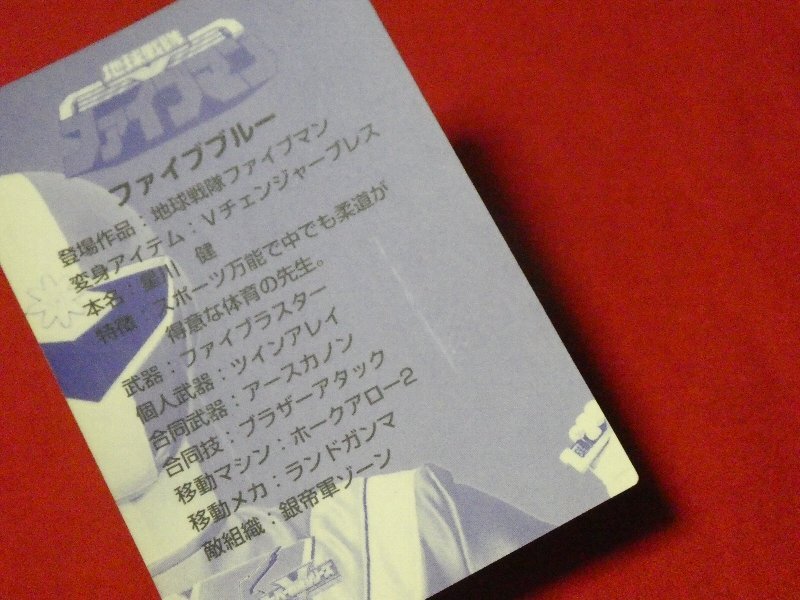 地球戦隊
ファイブマン
ファイブブルー
登場作品：地球戦隊ファイブマン
変身アイテム：Vチェンジャーブレス
本名：星川　健
特徴：スポーツ万能で中でも柔道が
得意な体育の先生。
武器：ファイブラスター
個人武器：ツインアレイ
合同武器：アースカノン
合同技：ブラザーアタック
移動マシン：ホークアロー2
移動メカ：ランドガンマ
敵組織：銀帝軍ゾーン